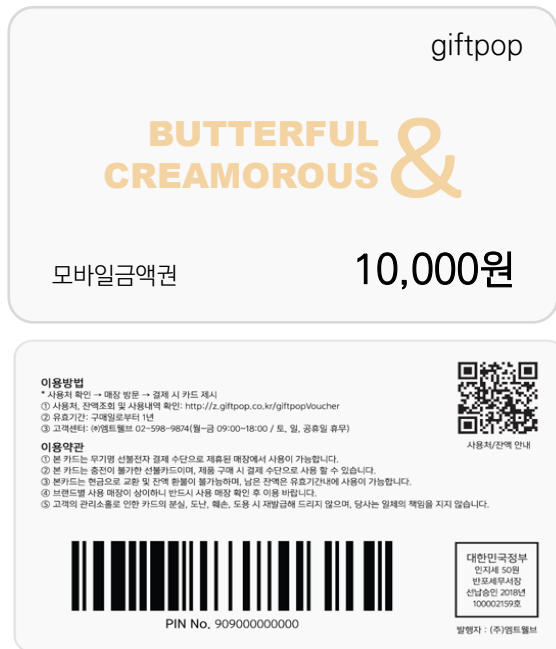 giftpop
BUTTERFUL &
CREAMOROUS
모바일금액권
10,000원
이용방법
* 사용처 확인 → 매장 방문 → 결제 시 카드 제시
① 사용처, 잔액조회 및 사용내역 확인: http://z.giftpop.co.kr/giftpopVoucher
② 유효기간: 구매일로부터 1년
③ 고객센터: ㈜엠트웰브 02-598-9874(월~금 09:00~18:00 / 토, 일, 공휴일 휴무)
이용약관
① 본 카드는 무기명 선불전자 결제 수단으로 제휴된 매장에서 사용이 가능합니다.
② 본 카드는 충전이 불가한 선불카드이며, 제품 구매 시 결제 수단으로 사용 할 수 있습니다.
③ 본카드는 현금으로 교환 및 잔액 환불이 불가능하며, 남은 잔액은 유효기간내에 사용이 가능합니다.
④ 브랜드별 사용 매장이 상이하니 반드시 사용 매장 확인 후 이용 바랍니다.
⑤ 고객의 관리소홀로 인한 카드의 분실, 도난, 훼손, 도용 시 재발급해 드리지 않으며, 당사는 일체의 책임을 지지 않습니다.
사용처/잔액 안내
PIN No. 909000000000
대한민국정부
인지세 50원
반포세무서장
선납승인 2018년
100002159호
발행자 : (주)엠트웰브